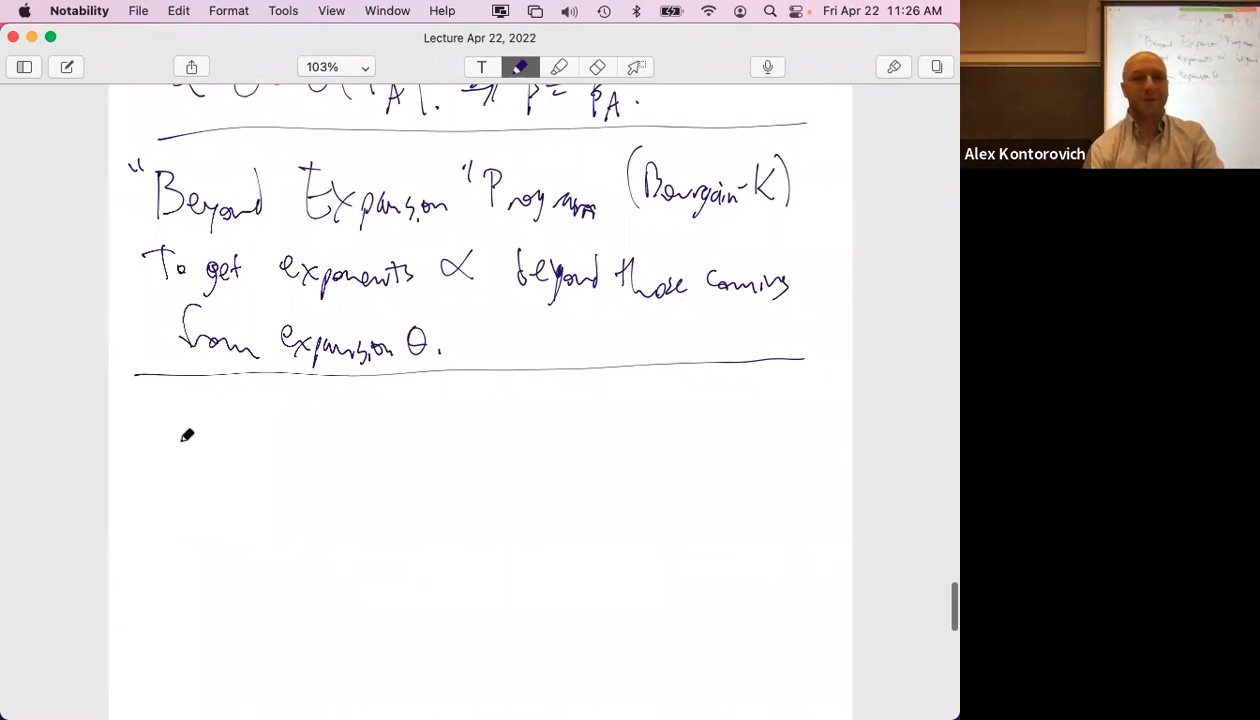 Notability File Edit Format Tools View Window Help Fri Apr 22 11:26 AM
Lecture Apr 22, 2022
103%
T
A
β = βA.
"Beyond Expansion" Program (Bourgain-K)
To get exponents α beyond those coming
from expansion θ.
Alex Kontorovich